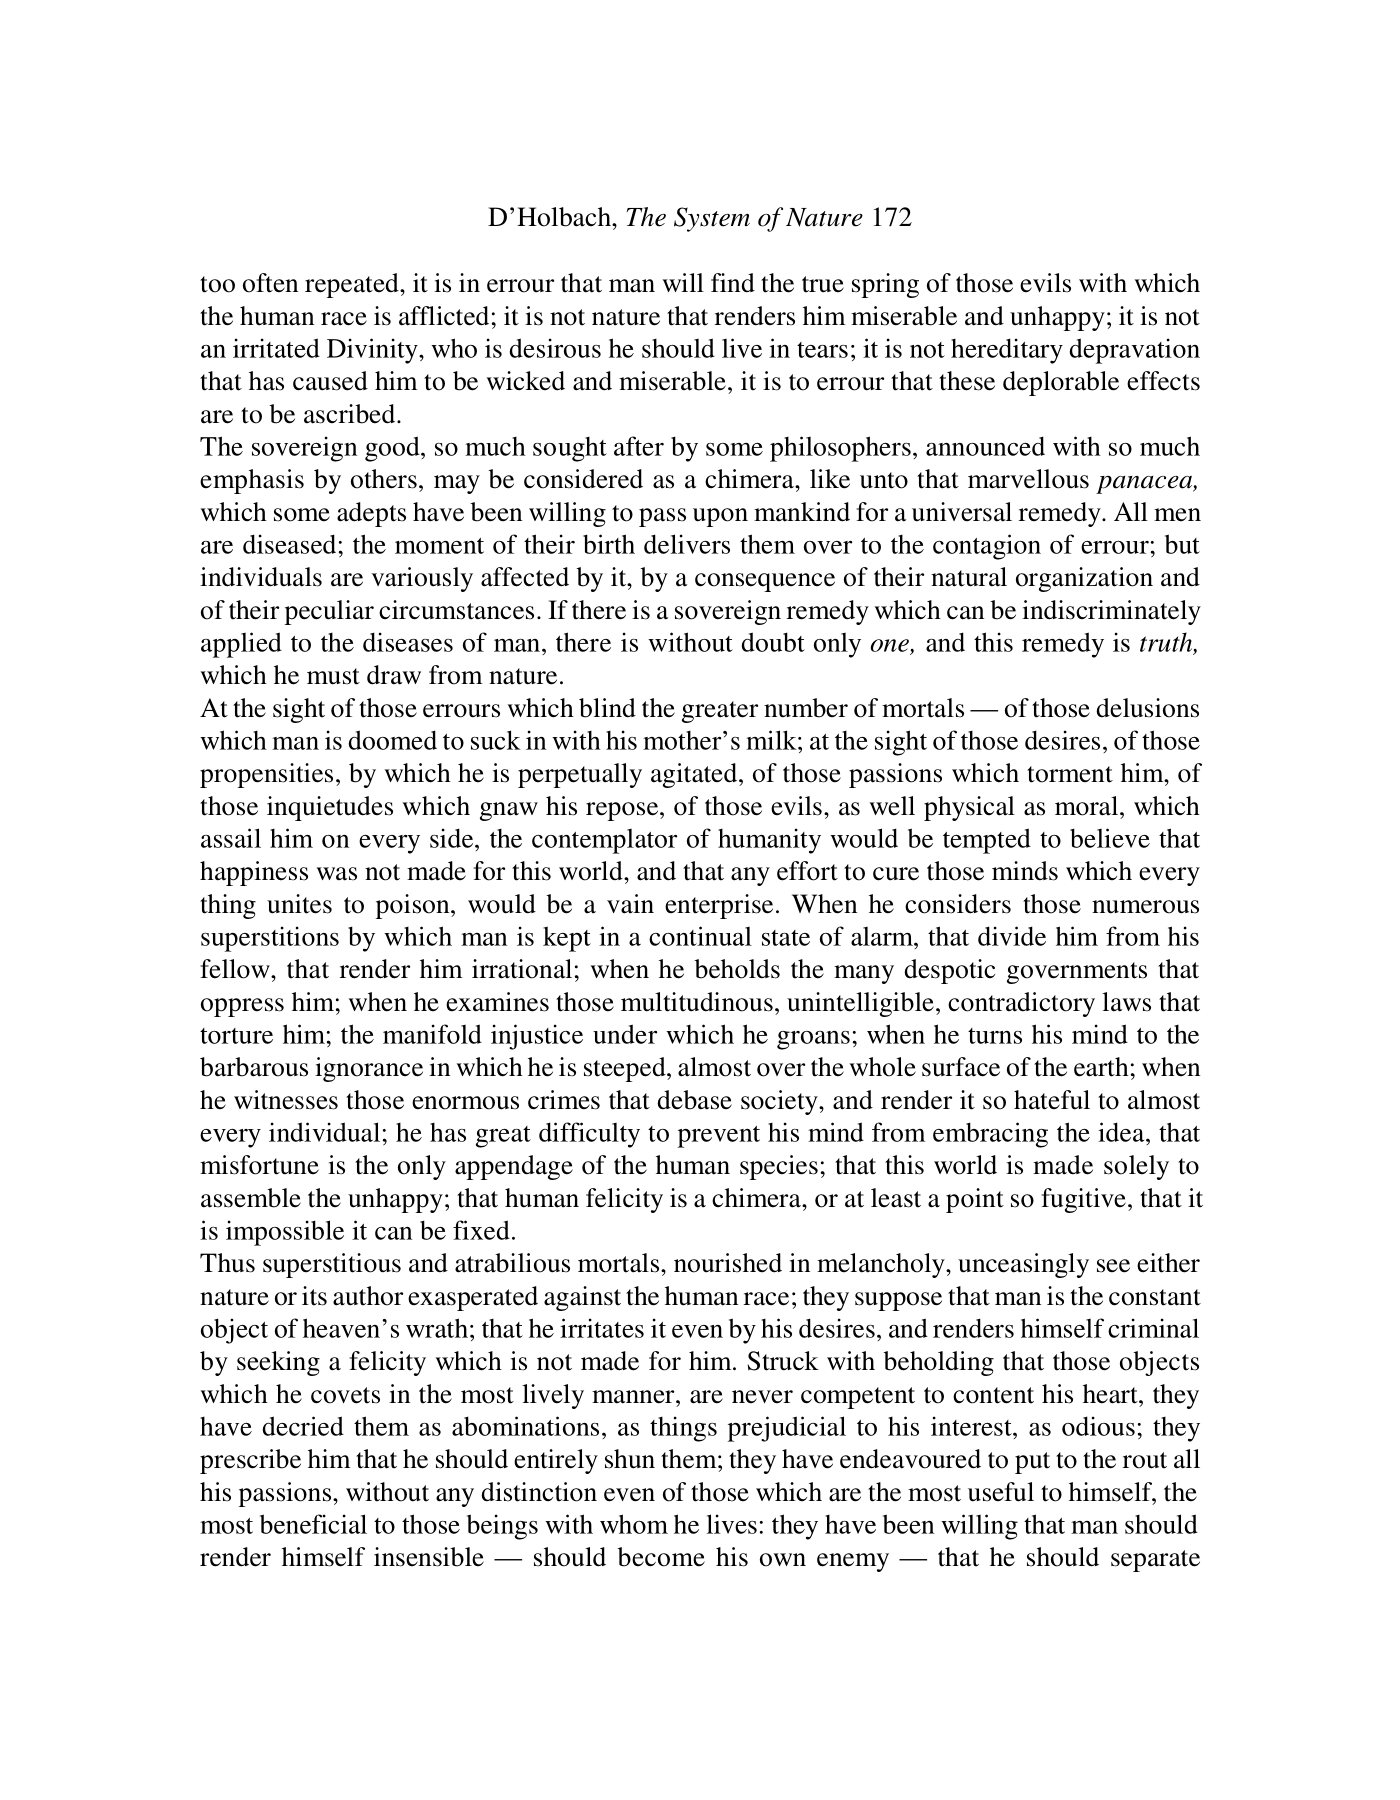 D’Holbach, The System of Nature 172
too often repeated, it is in errour that man will find the true spring of those evils with which
the human race is afflicted; it is not nature that renders him miserable and unhappy; it is not
an irritated Divinity, who is desirous he should live in tears; it is not hereditary depravation
that has caused him to be wicked and miserable, it is to errour that these deplorable effects
are to be ascribed.
The sovereign good, so much sought after by some philosophers, announced with so much
emphasis by others, may be considered as a chimera, like unto that marvellous panacea,
which some adepts have been willing to pass upon mankind for a universal remedy. All men
are diseased; the moment of their birth delivers them over to the contagion of errour; but
individuals are variously affected by it, by a consequence of their natural organization and
of their peculiar circumstances. If there is a sovereign remedy which can be indiscriminately
applied to the diseases of man, there is without doubt only one, and this remedy is truth,
which he must draw from nature.
At the sight of those errours which blind the greater number of mortals — of those delusions
which man is doomed to suck in with his mother’s milk; at the sight of those desires, of those
propensities, by which he is perpetually agitated, of those passions which torment him, of
those inquietudes which gnaw his repose, of those evils, as well physical as moral, which
assail him on every side, the contemplator of humanity would be tempted to believe that
happiness was not made for this world, and that any effort to cure those minds which every
thing unites to poison, would be a vain enterprise. When he considers those numerous
superstitions by which man is kept in a continual state of alarm, that divide him from his
fellow, that render him irrational; when he beholds the many despotic governments that
oppress him; when he examines those multitudinous, unintelligible, contradictory laws that
torture him; the manifold injustice under which he groans; when he turns his mind to the
barbarous ignorance in which he is steeped, almost over the whole surface of the earth; when
he witnesses those enormous crimes that debase society, and render it so hateful to almost
every individual; he has great difficulty to prevent his mind from embracing the idea, that
misfortune is the only appendage of the human species; that this world is made solely to
assemble the unhappy; that human felicity is a chimera, or at least a point so fugitive, that it
is impossible it can be fixed.
Thus superstitious and atrabilious mortals, nourished in melancholy, unceasingly see either
nature or its author exasperated against the human race; they suppose that man is the constant
object of heaven’s wrath; that he irritates it even by his desires, and renders himself criminal
by seeking a felicity which is not made for him. Struck with beholding that those objects
which he covets in the most lively manner, are never competent to content his heart, they
have decried them as abominations, as things prejudicial to his interest, as odious; they
prescribe him that he should entirely shun them; they have endeavoured to put to the rout all
his passions, without any distinction even of those which are the most useful to himself, the
most beneficial to those beings with whom he lives: they have been willing that man should
render himself insensible — should become his own enemy — that he should separate